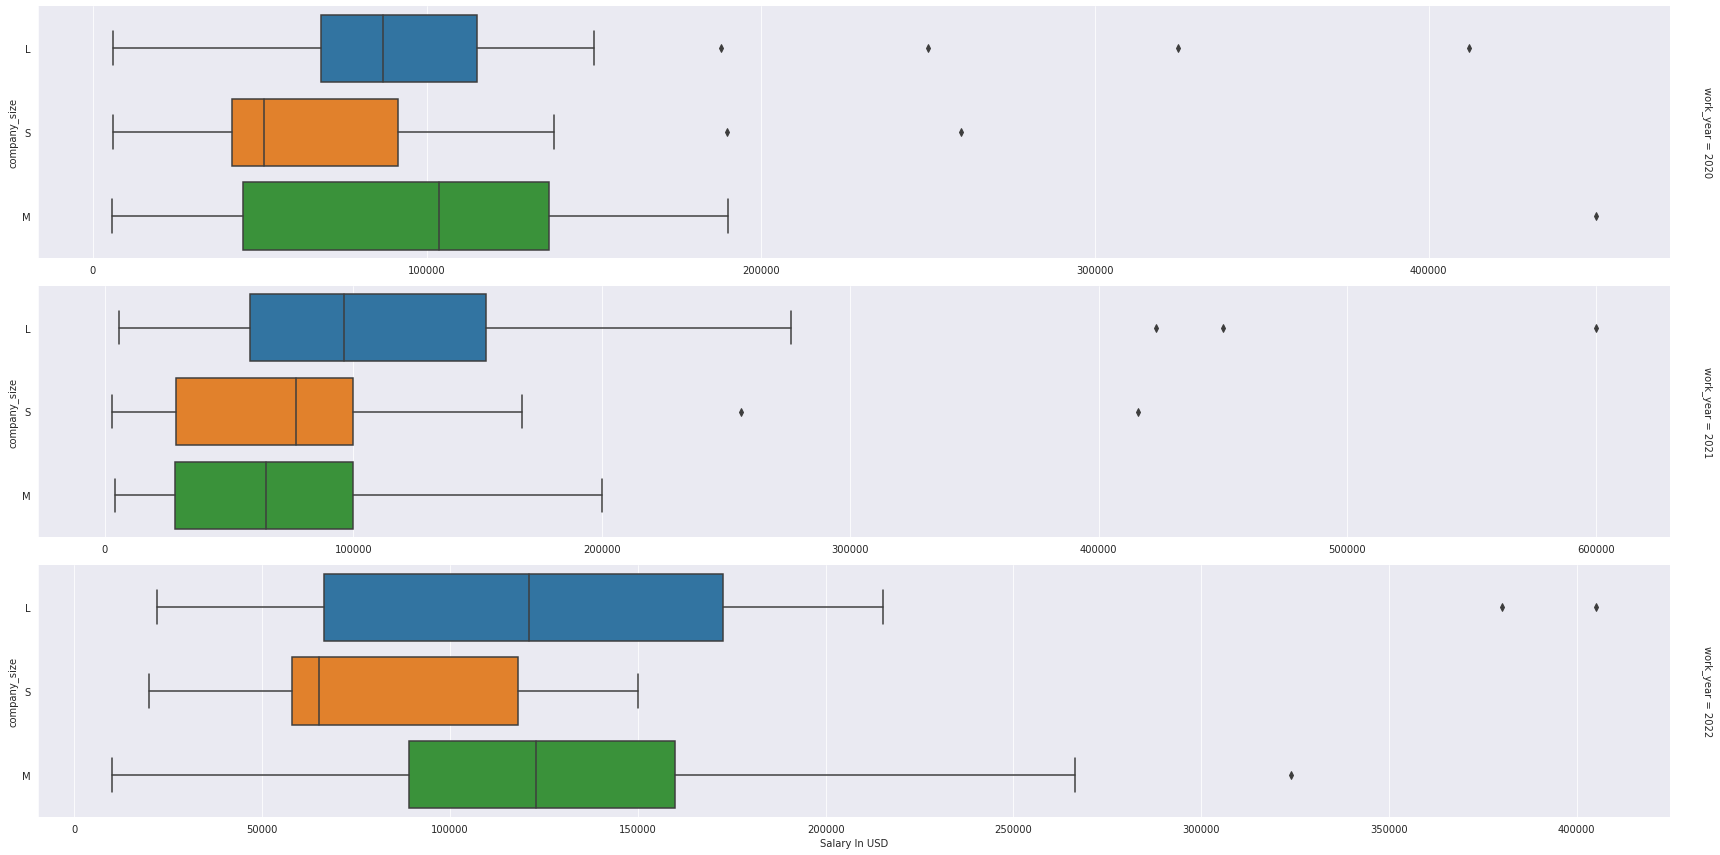 L
S
M
company_size
work_year = 2020
0 100000 200000 300000 400000
L
S
M
company_size
work_year = 2021
0 100000 200000 300000 400000 500000 600000
L
S
M
company_size
work_year = 2022
0 50000 100000 150000 200000 250000 300000 350000 400000
Salary In USD